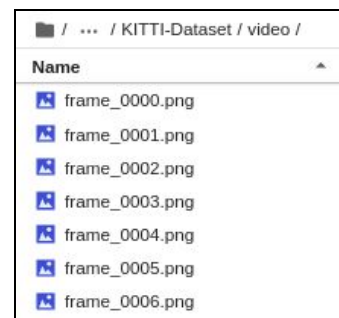 / ... / KITTI-Dataset / video /
Name
frame_0000.png
frame_0001.png
frame_0002.png
frame_0003.png
frame_0004.png
frame_0005.png
frame_0006.png